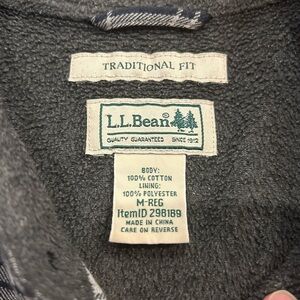 TRADITIONAL FIT
L.L.Bean®
QUALITY GUARANTEED SINCE 1912
BODY:
100% COTTON
LINING:
100% POLYESTER
M-REG
ItemID 298189
MADE IN CHINA
CARE ON REVERSE